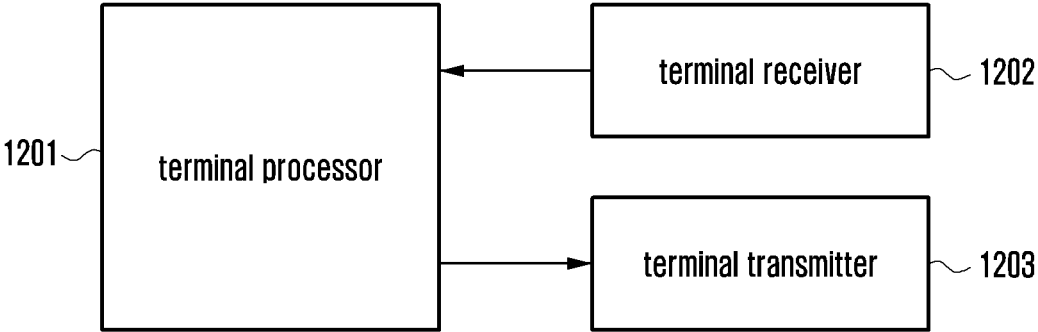 terminal receiver
1202
1201
terminal processor
terminal transmitter
1203